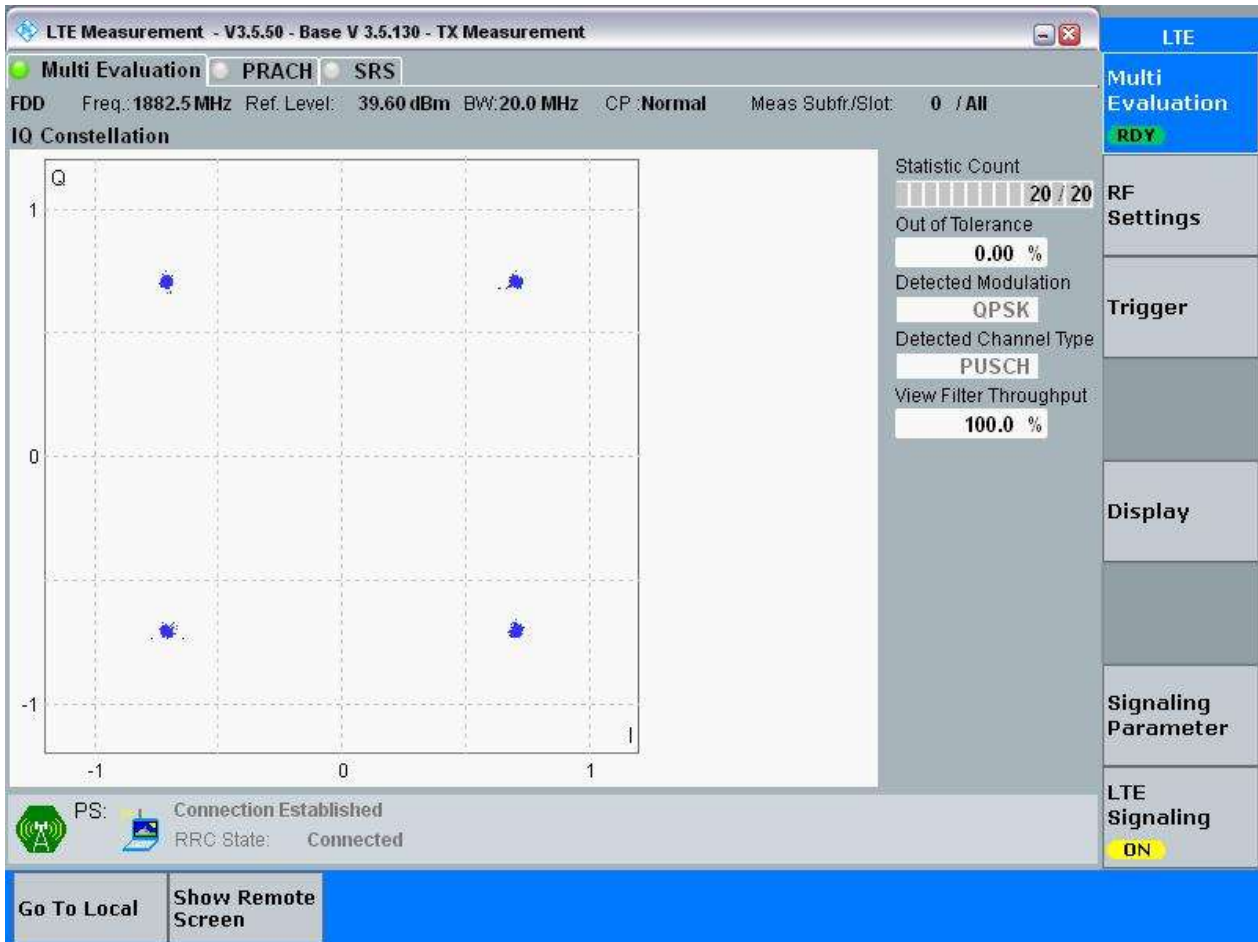 LTE Measurement - V3.5.50 - Base V 3.5.130 - TX Measurement
Multi Evaluation PRACH SRS
FDD Freq.: 1882.5 MHz Ref. Level: 39.60 dBm BW: 20.0 MHz CP : Normal Meas Subfr./Slot: 0 / All
IQ Constellation
Q
1
0
-1
I
-1 0 1
Statistic Count
20 / 20
Out of Tolerance
0.00 %
Detected Modulation
QPSK
Detected Channel Type
PUSCH
View Filter Throughput
100.0 %
PS: Connection Established
RRC State: Connected
LTE
Multi
Evaluation
RDY
RF
Settings
Trigger
Display
Signaling
Parameter
LTE
Signaling
ON
Go To Local
Show Remote
Screen